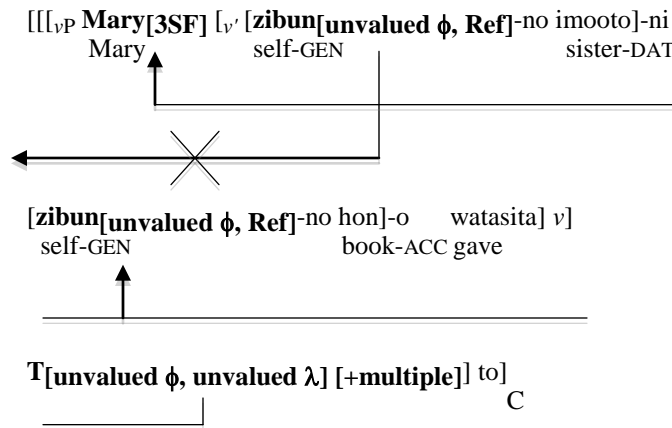 [[[vP Mary[3SF] [v' [zibun[unvalued ϕ, Ref]-no imooto]-ni
Mary self-GEN sister-DAT
[zibun[unvalued ϕ, Ref]-no hon]-o watasita] v]
self-GEN book-ACC gave
T[unvalued ϕ, unvalued λ] [+multiple]] to]
C